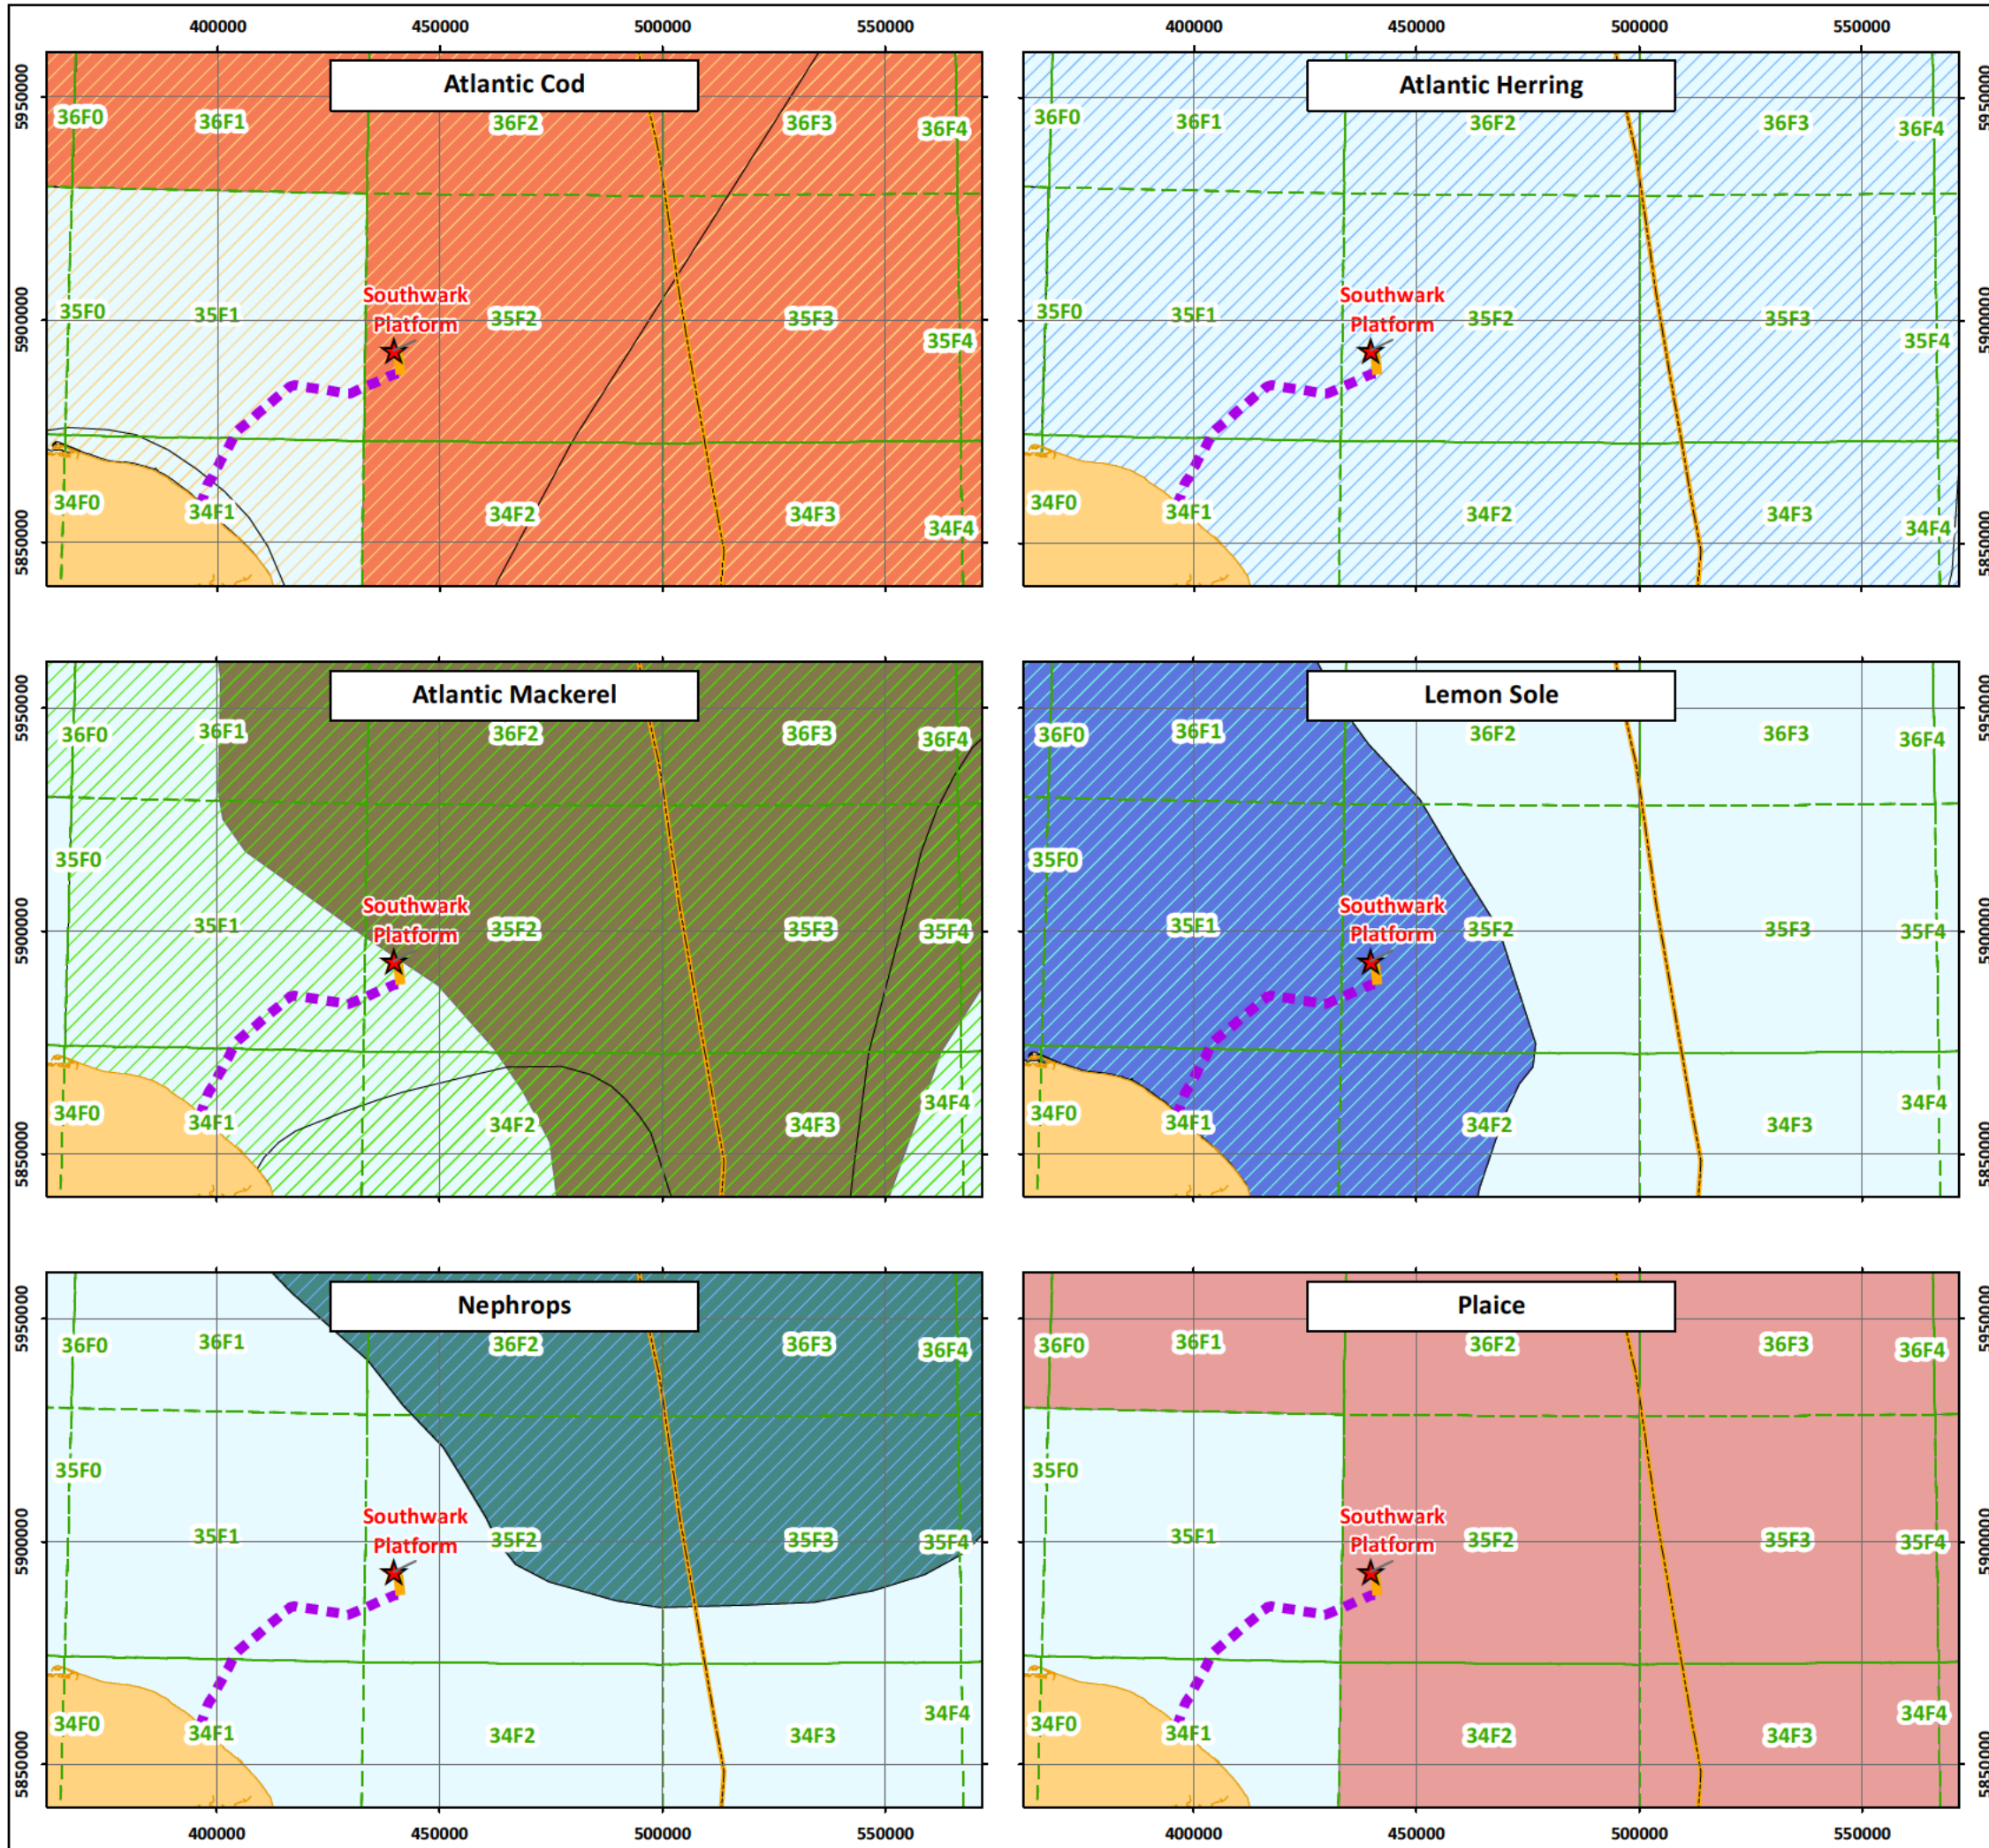 400000 450000 500000 550000
400000 450000 500000 550000
Atlantic Cod
5950000
5900000
5850000
36F0 36F1 36F2 36F3 36F4
35F0 35F1 35F2 35F3 35F4
Southwark
Platform
34F0 34F1 34F2 34F3 34F4
Atlantic Herring
36F0 36F1 36F2 36F3 36F4
35F0 35F1 35F2 35F3 35F4
Southwark
Platform
34F0 34F1 34F2 34F3 34F4
5950000
5900000
5850000
Atlantic Mackerel
5950000
5900000
5850000
36F0 36F1 36F2 36F3 36F4
35F0 35F1 35F2 35F3 35F4
Southwark
Platform
34F0 34F1 34F2 34F3 34F4
Lemon Sole
36F0 36F1 36F2 36F3 36F4
35F0 35F1 35F2 35F3 35F4
Southwark
Platform
34F0 34F1 34F2 34F3 34F4
5950000
5900000
5850000
Nephrops
5950000
5900000
5850000
36F0 36F1 36F2 36F3 36F4
35F0 35F1 35F2 35F3 35F4
Southwark
Platform
34F0 34F1 34F2 34F3 34F4
Plaice
36F0 36F1 36F2 36F3 36F4
35F0 35F1 35F2 35F3 35F4
Southwark
Platform
34F0 34F1 34F2 34F3 34F4
5950000
5900000
5850000
400000 450000 500000 550000
400000 450000 500000 550000